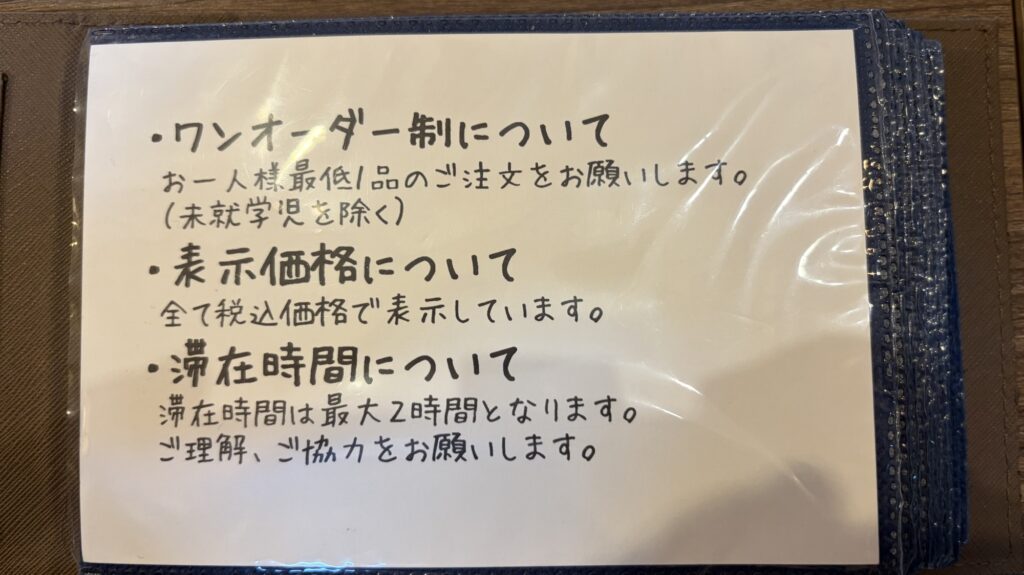 ・ワンオーダー制について
お一人様最低1品のご注文をお願いします。
(未就学児を除く)
・表示価格について
全て税込価格で表示しています。
・滞在時間について
滞在時間は最大2時間となります。
ご理解、ご協力をお願いします。